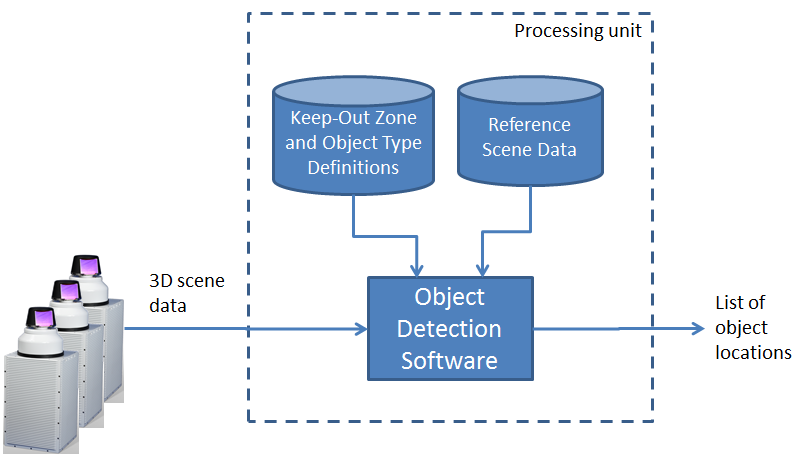 Processing unit
Keep-Out Zone
and Object Type
Definitions
Reference
Scene Data
3D scene
data
Object
Detection
Software
List of
object
locations